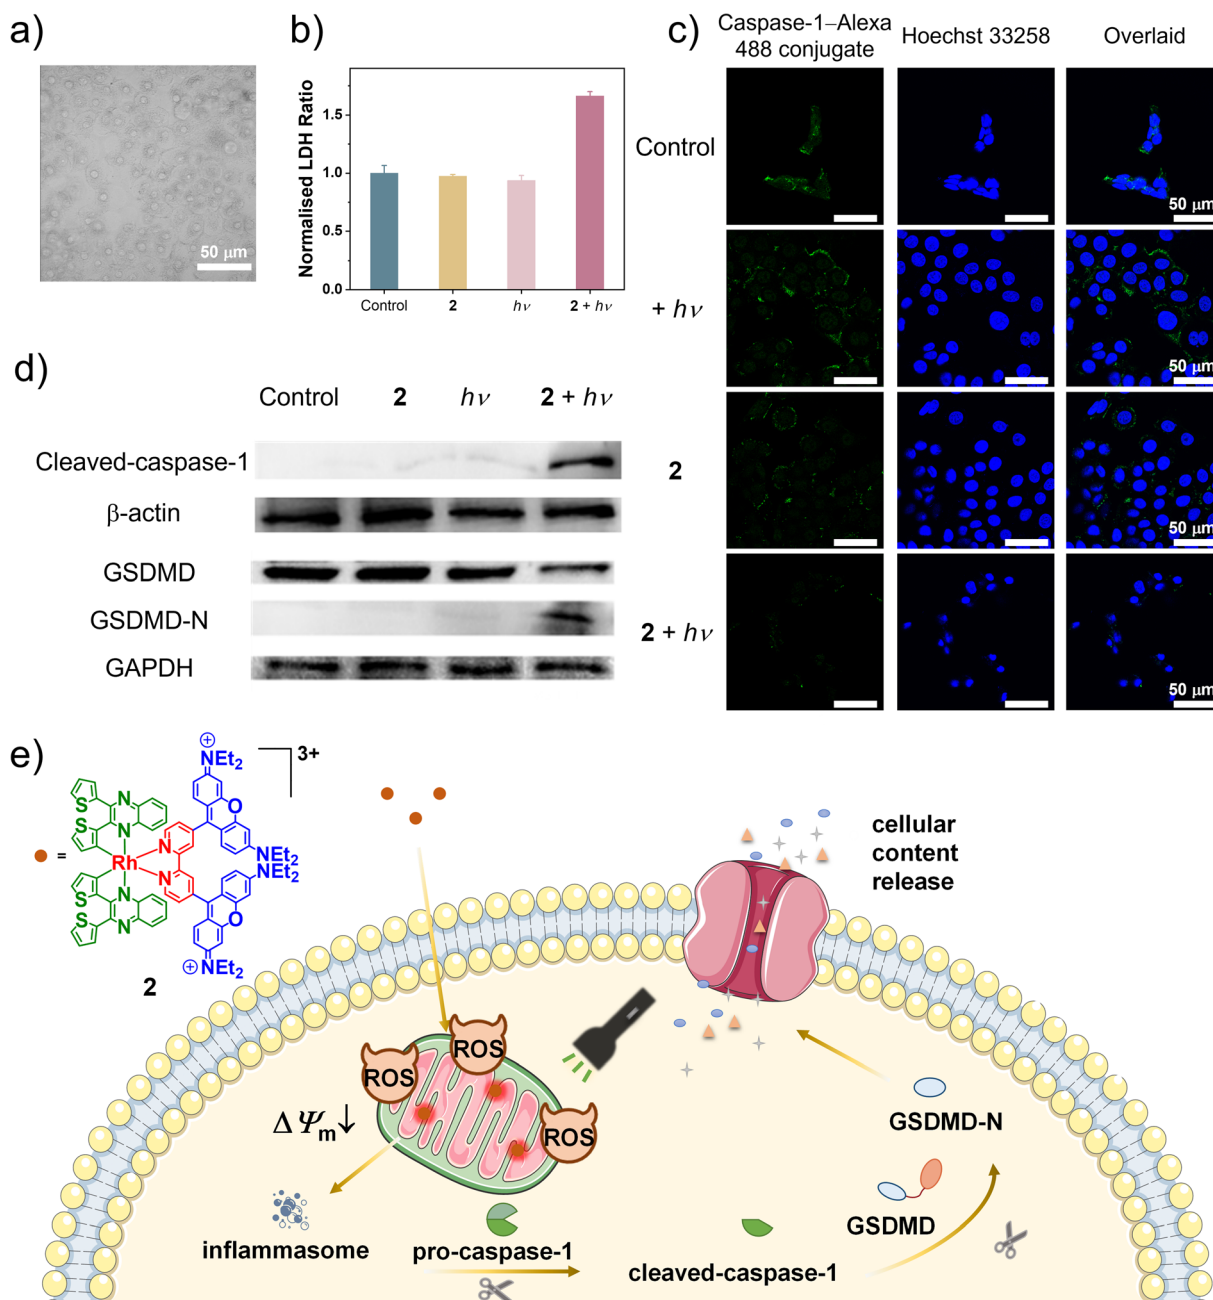 a)
50 μm
b)
Normalised LDH Ratio
1.5
1.0
0.5
0.0
Control
2
hν
2 + hν
c)
Caspase-1–Alexa
488 conjugate
Hoechst 33258
Overlaid
Control
50 μm
+ hν
50 μm
2
50 μm
2 + hν
50 μm
d)
Control 2 hν 2 + hν
Cleaved-caspase-1
β-actin
GSDMD
GSDMD-N
GAPDH
e)
=
3+
NEt2
S
N
O
S
N
N
Rh
NEt2
NEt2
N
N
S
O
S
N
NEt2
2
cellular
content
release
ROS
ROS
ROS
ΔΨm↓
GSDMD-N
GSDMD
inflammasome
pro-caspase-1
cleaved-caspase-1